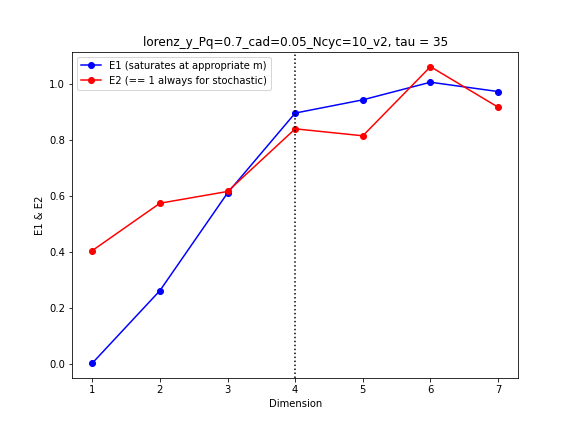 lorenz_y_Pq=0.7_cad=0.05_Ncyc=10_v2, tau = 35
E1 (saturates at appropriate m)
E2 (== 1 always for stochastic)
E1 & E2
1.0
0.8
0.6
0.4
0.2
0.0
1 2 3 4 5 6 7
Dimension